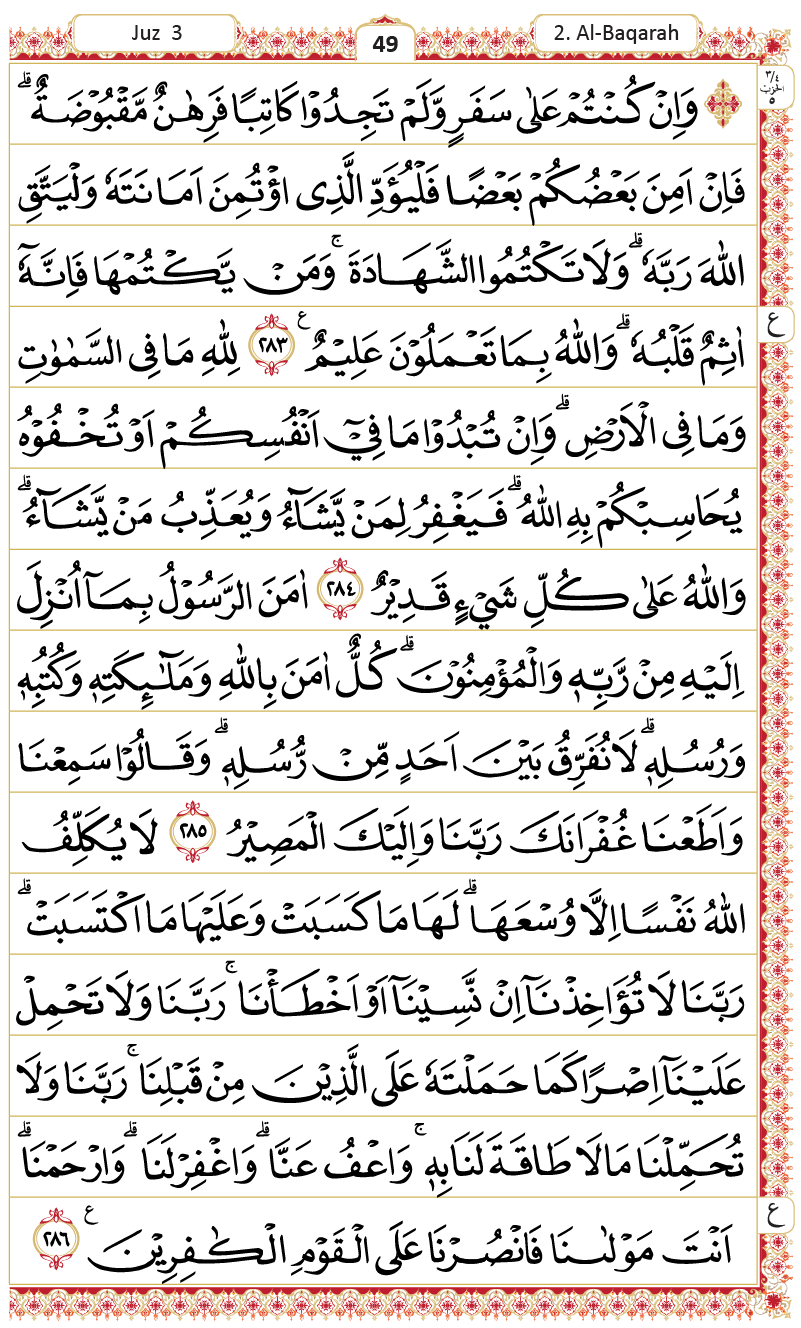 Juz 3
49
2. Al-Baqarah
٣/٤
الحزب
٥
وَاِنۡ كُنۡتُمۡ عَلٰى سَفَرٍ وَّلَمۡ تَجِدُوۡا كَاتِبًا فَرِهٰنٌ مَّقۡبُوۡضَةٌ ؕ
فَاِنۡ اَمِنَ بَعۡضُكُمۡ بَعۡضًا فَلۡيُؤَدِّ الَّذِى اؤۡتُمِنَ اَمَانَتَهٗ وَلۡيَتَّقِ
اللّٰهَ رَبَّهٗ ۗ وَلَا تَكۡتُمُوا الشَّهَادَةَ ۚ وَمَنۡ يَّكۡتُمۡهَا فَاِنَّهٗۤ
اٰثِمٌ قَلۡبُهٗ ۗ وَاللّٰهُ بِمَا تَعۡمَلُوۡنَ عَلِيۡمٌ ع ٢٨٣ لِلّٰهِ مَا فِى السَّمٰوٰتِ
ع
وَمَا فِى الۡاَرۡضِ ۗ وَاِنۡ تُبۡدُوۡا مَا فِىۡۤ اَنۡفُسِكُمۡ اَوۡ تُخۡفُوۡهُ
يُحَاسِبۡكُمۡ بِهِ اللّٰهُ ۗ فَيَغۡفِرُ لِمَنۡ يَّشَآءُ وَيُعَذِّبُ مَنۡ يَّشَآءُ ۗ
وَاللّٰهُ عَلٰى كُلِّ شَىۡءٍ قَدِيۡرٌ ٢٨٤ اٰمَنَ الرَّسُوۡلُ بِمَاۤ اُنۡزِلَ
اِلَيۡهِ مِنۡ رَّبِّهٖ وَالۡمُؤۡمِنُوۡنَ ۗ كُلٌّ اٰمَنَ بِاللّٰهِ وَمَلٰٓئِكَتِهٖ وَكُتُبِهٖ
وَرُسُلِهٖ ۗ لَا نُفَرِّقُ بَيۡنَ اَحَدٍ مِّنۡ رُّسُلِهٖ ۗ وَقَالُوۡا سَمِعۡنَا
وَاَطَعۡنَا غُفۡرَانَكَ رَبَّنَا وَاِلَيۡكَ الۡمَصِيۡرُ ٢٨٥ لَا يُكَلِّفُ
اللّٰهُ نَفۡسًا اِلَّا وُسۡعَهَا ۗ لَهَا مَا كَسَبَتۡ وَعَلَيۡهَا مَا اكۡتَسَبَتۡ ۗ
رَبَّنَا لَا تُؤَاخِذۡنَاۤ اِنۡ نَّسِيۡنَاۤ اَوۡ اَخۡطَأۡنَا ۚ رَبَّنَا وَلَا تَحۡمِلۡ
عَلَيۡنَاۤ اِصۡرًا كَمَا حَمَلۡتَهٗ عَلَى الَّذِيۡنَ مِنۡ قَبۡلِنَا ۚ رَبَّنَا وَلَا
تُحَمِّلۡنَا مَا لَا طَاقَةَ لَنَا بِهٖ ۚ وَاعۡفُ عَنَّا ۗ وَاغۡفِرۡ لَنَا ۗ وَارۡحَمۡنَا ۗ
اَنۡتَ مَوۡلٰٮنَا فَانۡصُرۡنَا عَلَى الۡقَوۡمِ الۡكٰفِرِيۡنَ ع ٢٨٦
ع